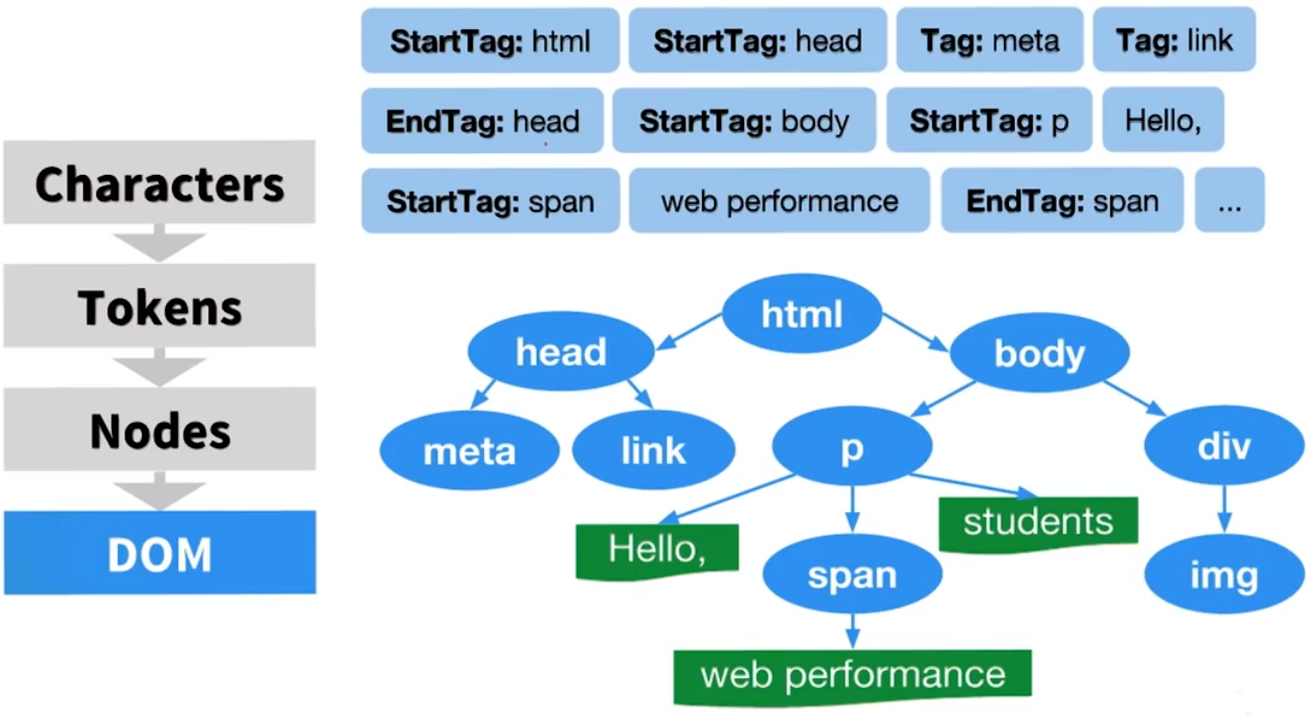 StartTag: html
StartTag: head
Tag: meta
Tag: link
EndTag: head
StartTag: body
StartTag: p
Hello,
StartTag: span
web performance
EndTag: span
...
Characters
Tokens
Nodes
DOM
html
head
body
meta
link
p
div
Hello,
students
span
img
web performance